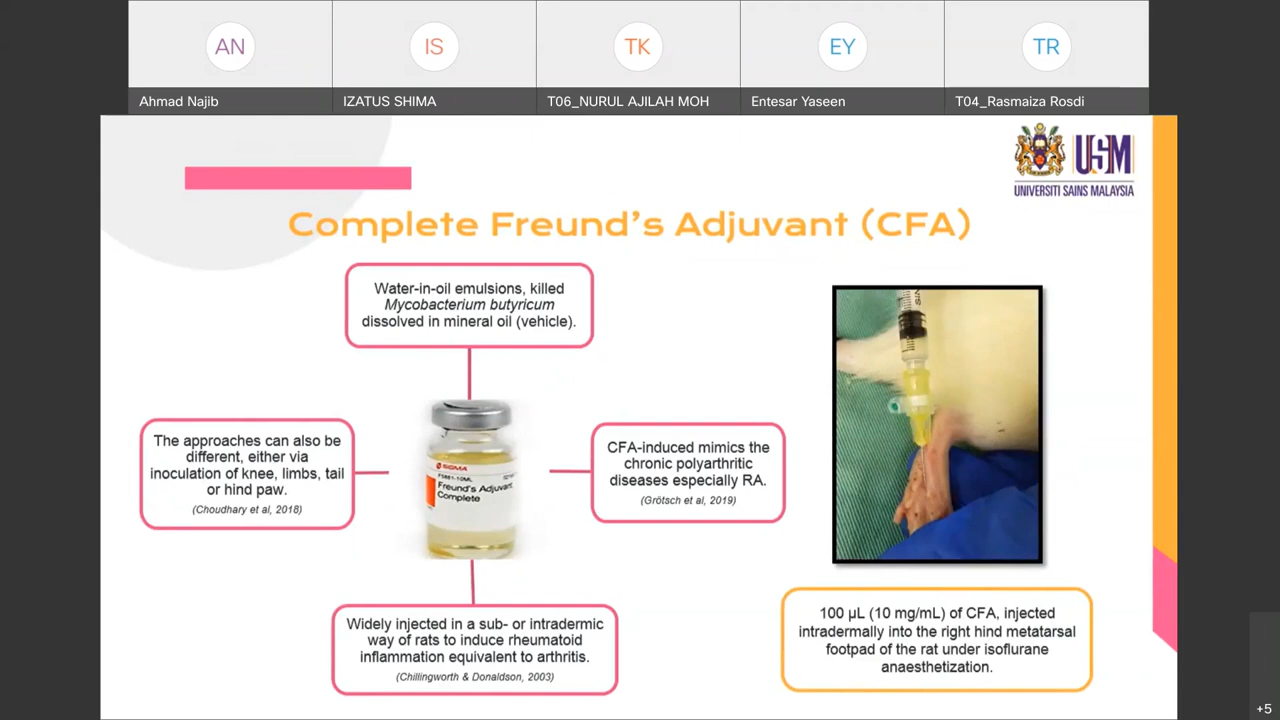 AN
IS
TK
EY
TR
Ahmad Najib
IZATUS SHIMA
T06_NURUL AJILAH MOH
Entesar Yaseen
T04_Rasmaiza Rosdi
USM
UNIVERSITI SAINS MALAYSIA
Complete Freund's Adjuvant (CFA)
Water-in-oil emulsions, killed
Mycobacterium butyricum
dissolved in mineral oil (vehicle).
The approaches can also be
different, either via
inoculation of knee, limbs, tail
or hind paw.
(Choudhary et al, 2018)
SIGMA
Freund's Adjuvant
Complete
CFA-induced mimics the
chronic polyarthritic
diseases especially RA.
(Grötsch et al, 2019)
Widely injected in a sub- or intradermic
way of rats to induce rheumatoid
inflammation equivalent to arthritis.
(Chillingworth & Donaldson, 2003)
100 µL (10 mg/mL) of CFA, injected
intradermally into the right hind metatarsal
footpad of the rat under isoflurane
anaesthetization.
+5